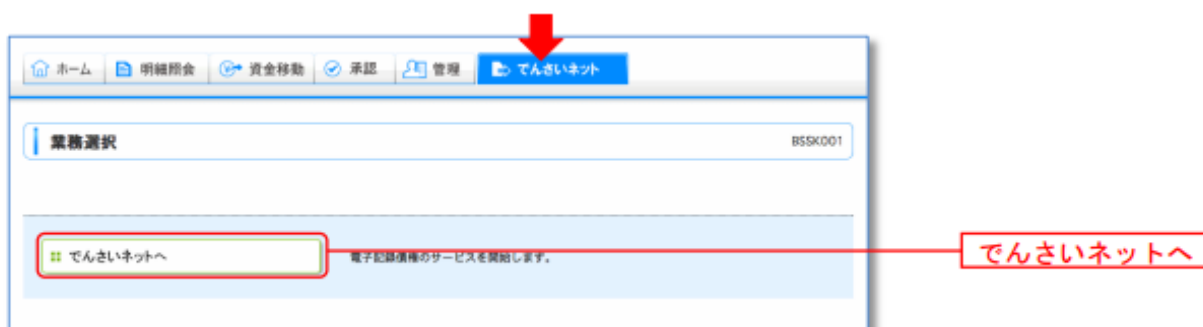 ホーム 明細照会 資金移動 承認 管理 でんさいネット
業務選択 BSSK001
でんさいネットへ 電子記録債権のサービスを開始します。
でんさいネットへ